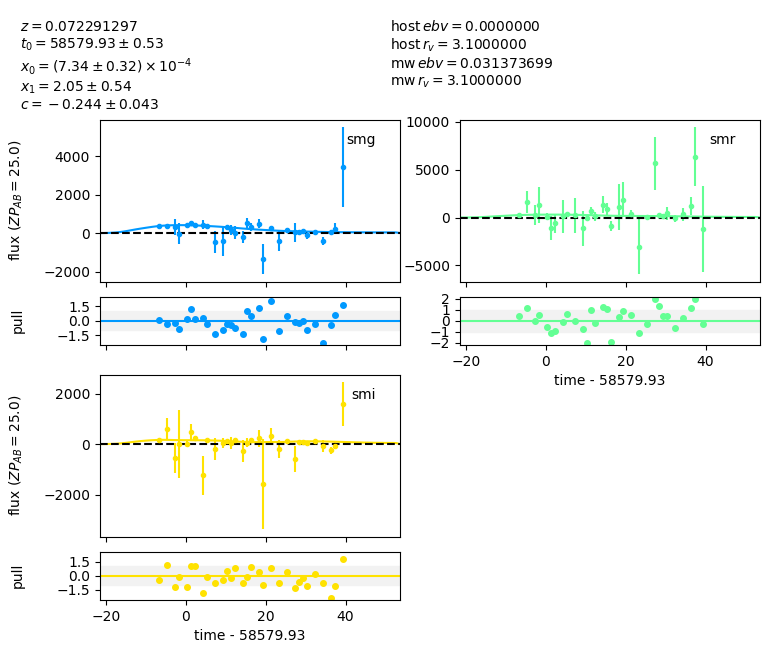 z = 0.072291297
t₀ = 58579.93 ± 0.53
x₀ = (7.34 ± 0.32) × 10⁻⁴
x₁ = 2.05 ± 0.54
c = −0.244 ± 0.043
host ebv = 0.0000000
host r_v = 3.1000000
mw ebv = 0.031373699
mw r_v = 3.1000000
smg
4000
2000
0
−2000
flux (ZP_AB = 25.0)
smr
10000
5000
0
−5000
1.5
0.0
−1.5
pull
2
1
0
−1
−2
−20 0 20 40
time - 58579.93
smi
2000
0
−2000
flux (ZP_AB = 25.0)
1.5
0.0
−1.5
pull
−20 0 20 40
time - 58579.93